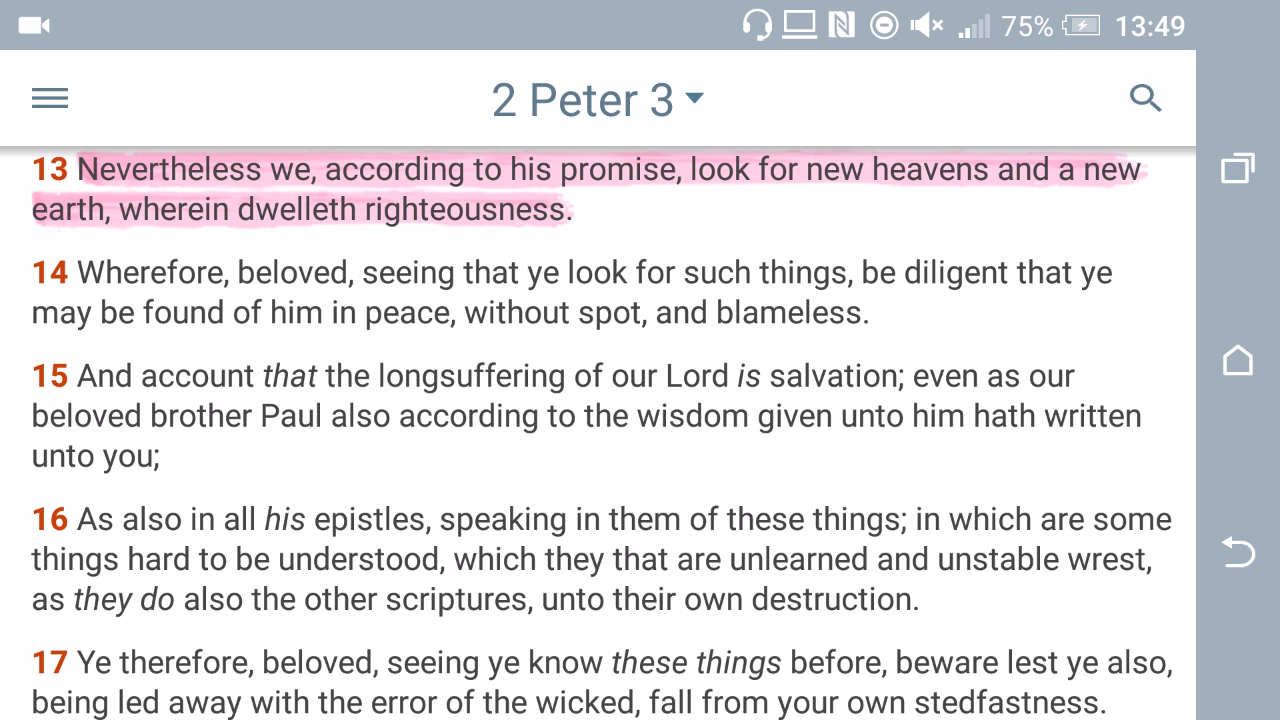 75% 13:49
2 Peter 3
13 Nevertheless we, according to his promise, look for new heavens and a new
earth, wherein dwelleth righteousness.
14 Wherefore, beloved, seeing that ye look for such things, be diligent that ye
may be found of him in peace, without spot, and blameless.
15 And account that the longsuffering of our Lord is salvation; even as our
beloved brother Paul also according to the wisdom given unto him hath written
unto you;
16 As also in all his epistles, speaking in them of these things; in which are some
things hard to be understood, which they that are unlearned and unstable wrest,
as they do also the other scriptures, unto their own destruction.
17 Ye therefore, beloved, seeing ye know these things before, beware lest ye also,
being led away with the error of the wicked, fall from your own stedfastness.